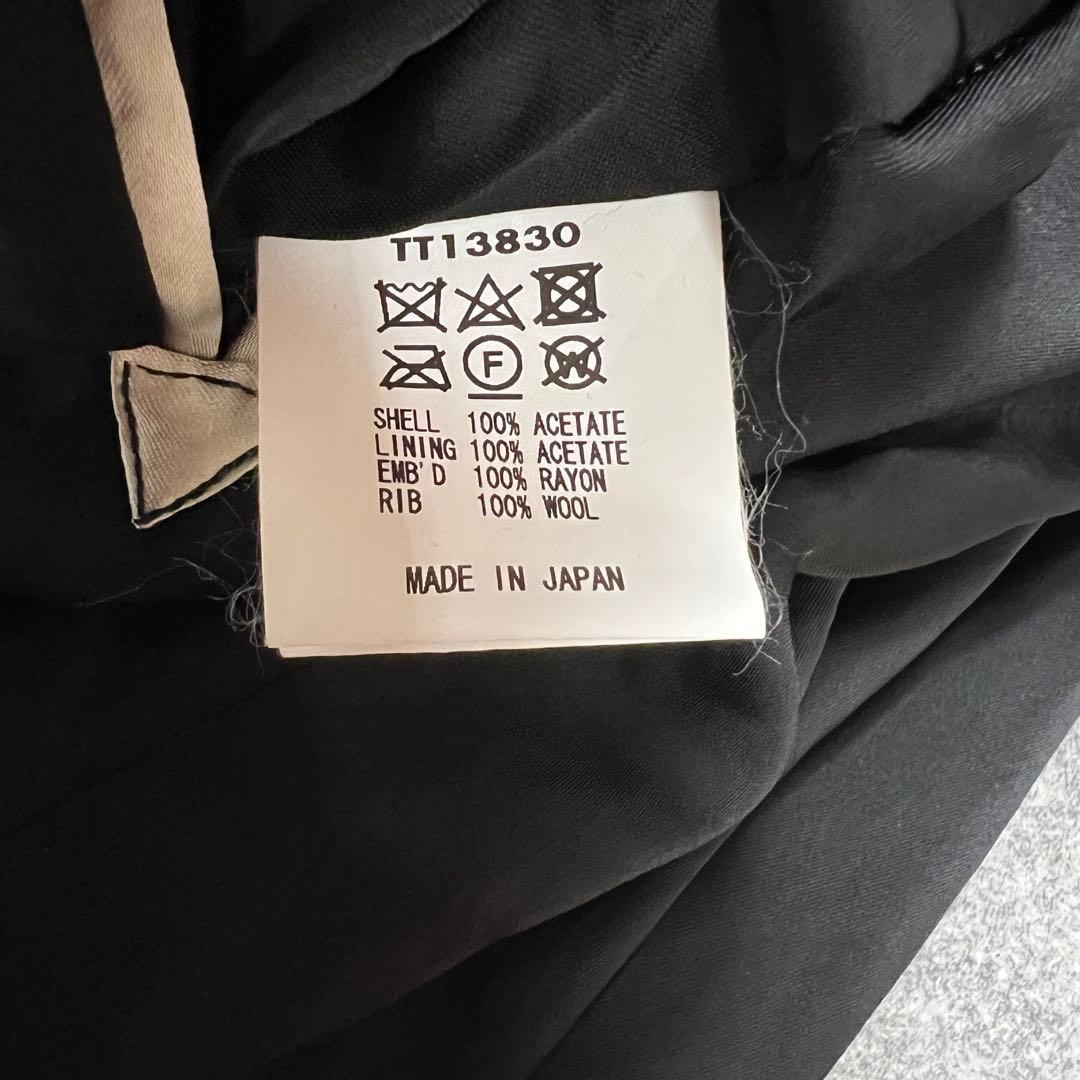 TT13830
F
W
SHELL 100% ACETATE
LINING 100% ACETATE
EMB'D 100% RAYON
RIB 100% WOOL
MADE IN JAPAN